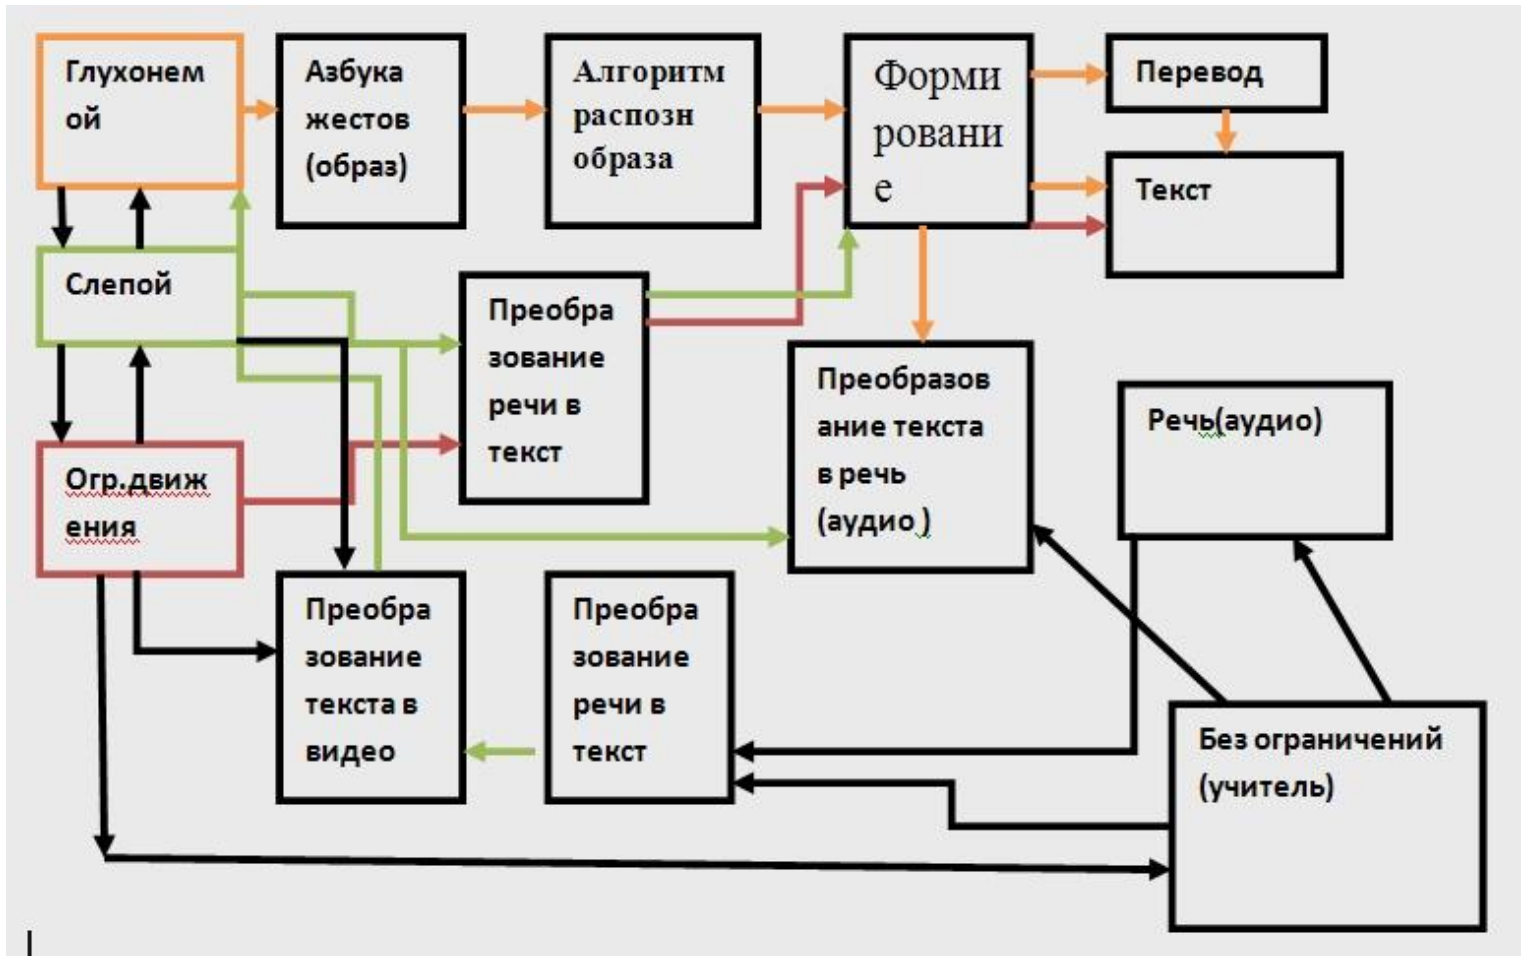 Глухонем
ой
Азбука
жестов
(образ)
Алгоритм
распозн
образа
Форми
ровани
е
Перевод
Текст
Слепой
Преобра
зование
речи в
текст
Преобразов
ание текста
в речь
(аудио )
Речь(аудио)
Огр.движ
ения
Преобра
зование
текста в
видео
Преобра
зование
речи в
текст
Без ограничений
(учитель)